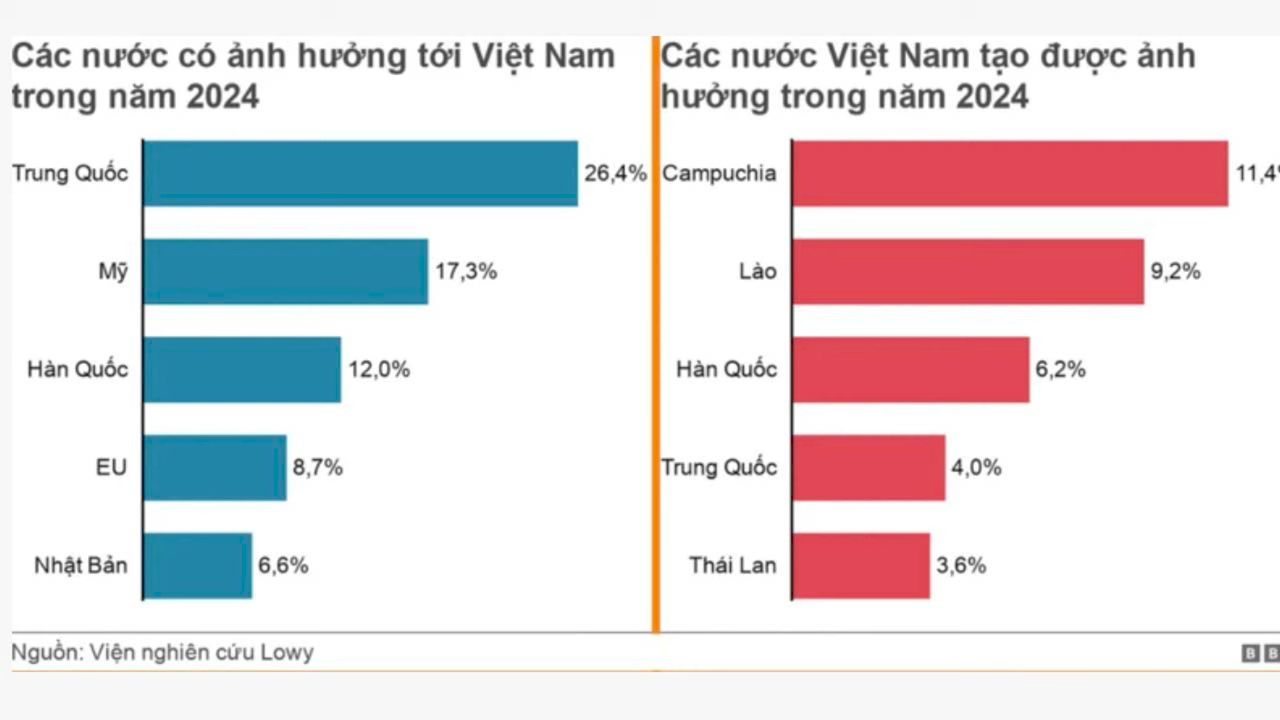 Các nước có ảnh hưởng tới Việt Nam
trong năm 2024
Trung Quốc 26,4%
Mỹ 17,3%
Hàn Quốc 12,0%
EU 8,7%
Nhật Bản 6,6%
Các nước Việt Nam tạo được ảnh
hưởng trong năm 2024
Campuchia 11,4
Lào 9,2%
Hàn Quốc 6,2%
Trung Quốc 4,0%
Thái Lan 3,6%
Nguồn: Viện nghiên cứu Lowy
B B